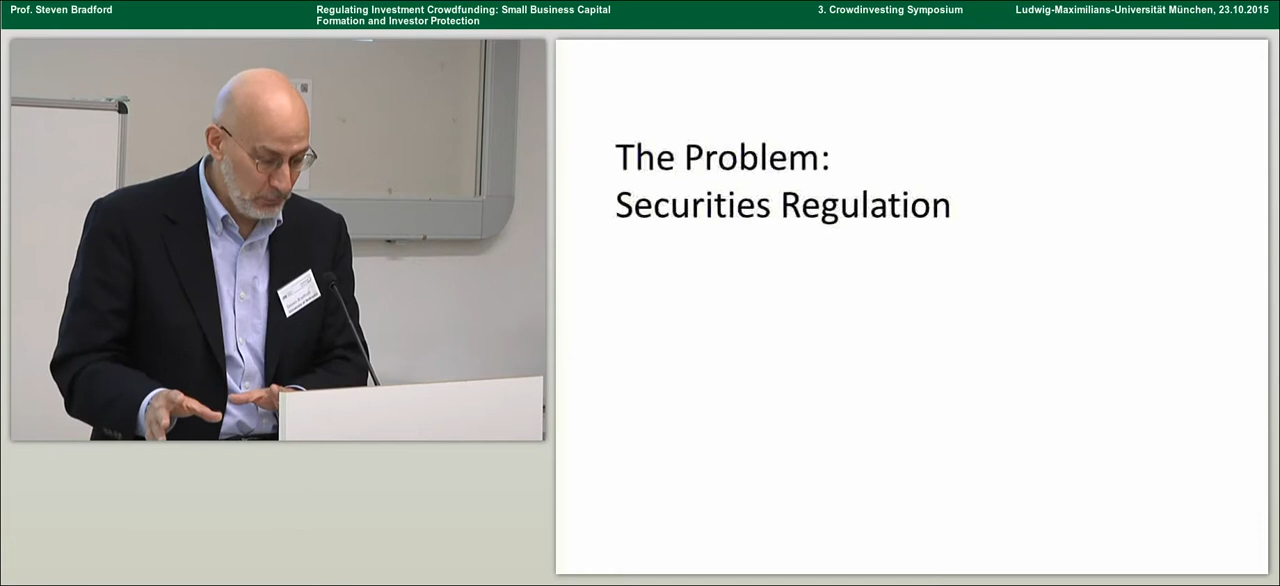 Prof. Steven Bradford
Regulating Investment Crowdfunding: Small Business Capital
Formation and Investor Protection
3. Crowdinvesting Symposium
Ludwig-Maximilians-Universität München, 23.10.2015
The Problem:
Securities Regulation